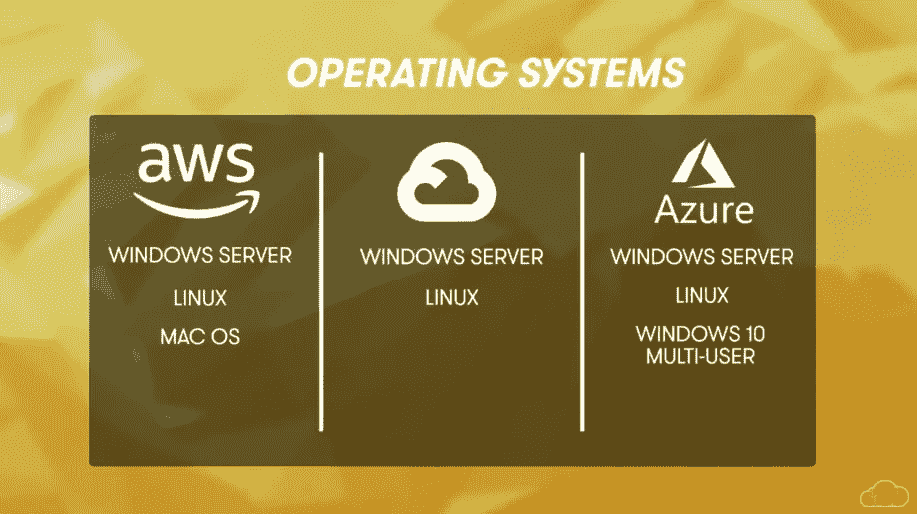 OPERATING SYSTEMS
aws
WINDOWS SERVER
LINUX
MAC OS
WINDOWS SERVER
LINUX
Azure
WINDOWS SERVER
LINUX
WINDOWS 10
MULTI-USER